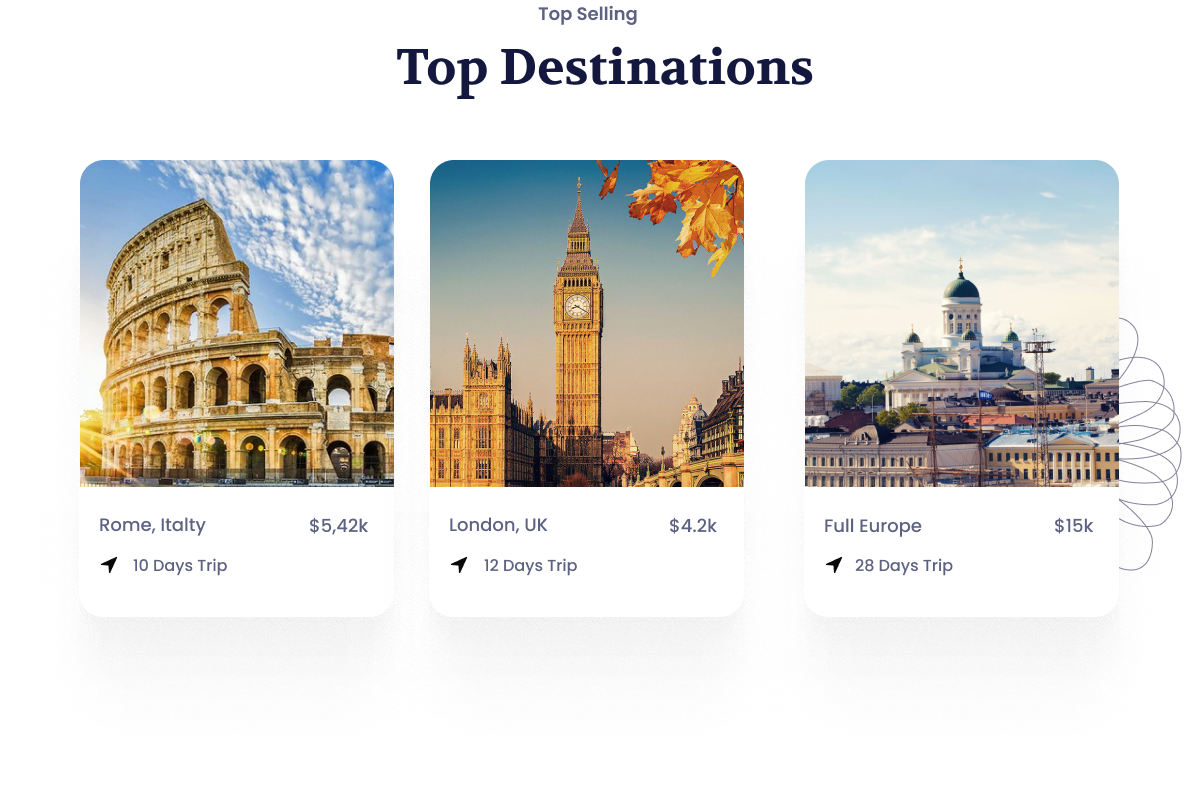 Top Selling
Top Destinations
Rome, Italty
$5,42k
10 Days Trip
London, UK
$4.2k
12 Days Trip
Full Europe
$15k
28 Days Trip